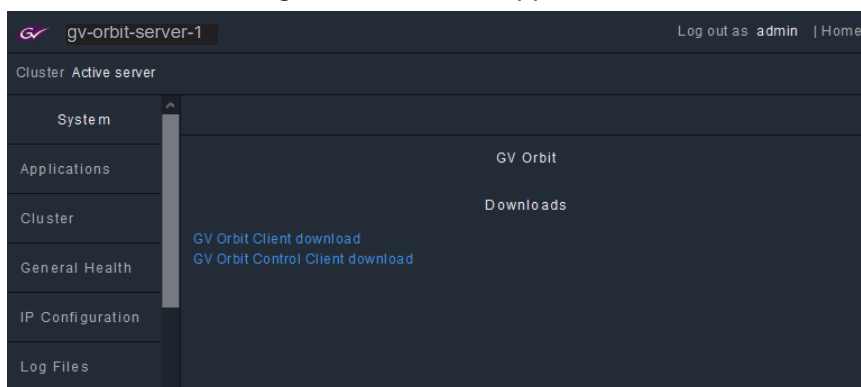 gv-orbit-server-1
Log out as admin | Home
Cluster Active server
System
Applications
Cluster
General Health
IP Configuration
Log Files
GV Orbit
Downloads
GV Orbit Client download
GV Orbit Control Client download